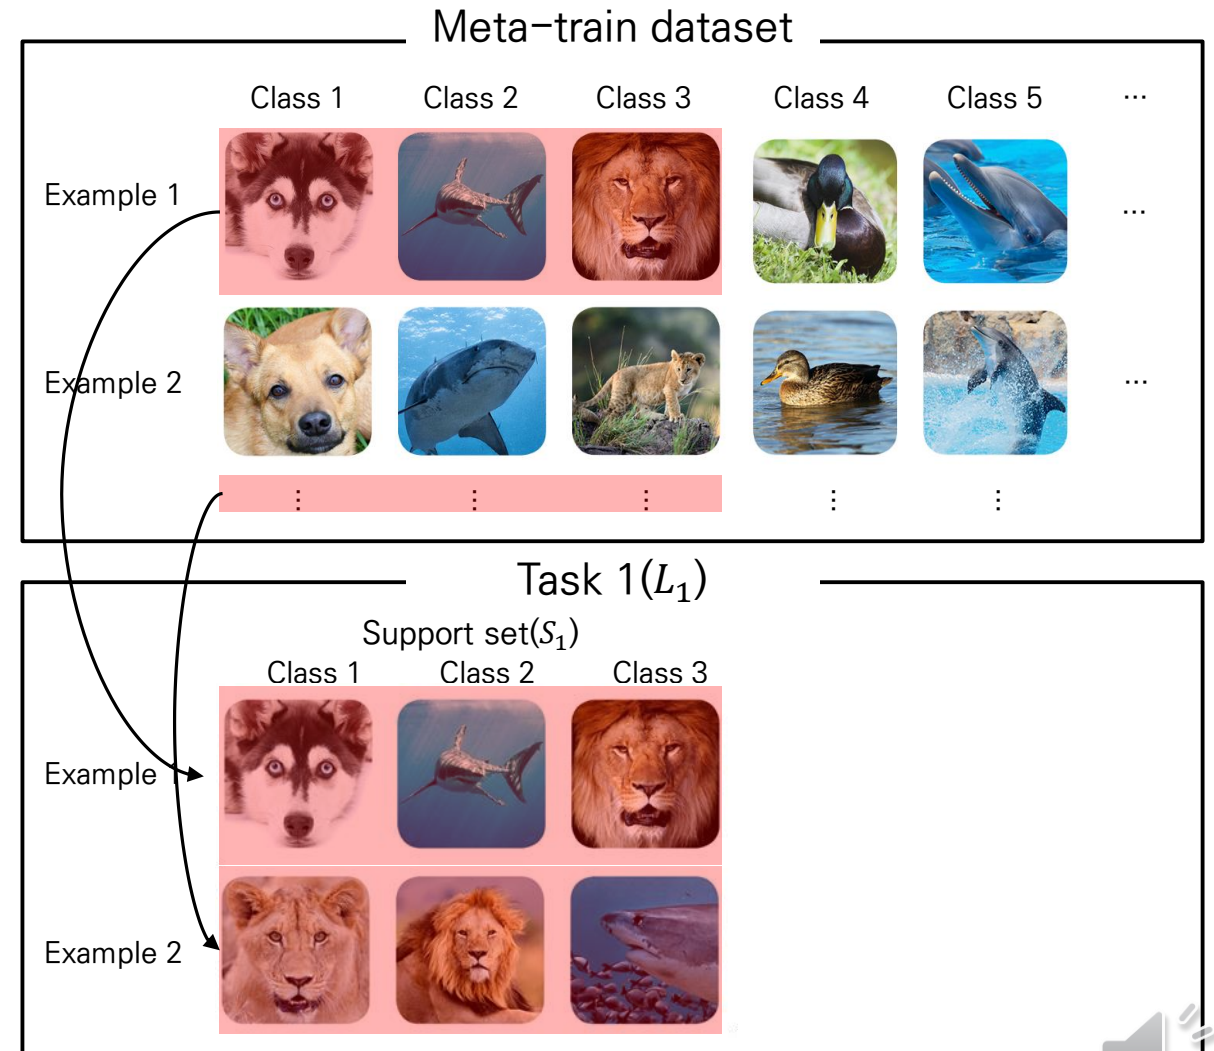 Meta-train dataset
Class 1 Class 2 Class 3 Class 4 Class 5 ...
Example 1 ...
Example 2 ...
⋮ ⋮ ⋮ ⋮ ⋮
Task 1(L₁)
Support set(S₁)
Class 1 Class 2 Class 3
Example 1
Example 2